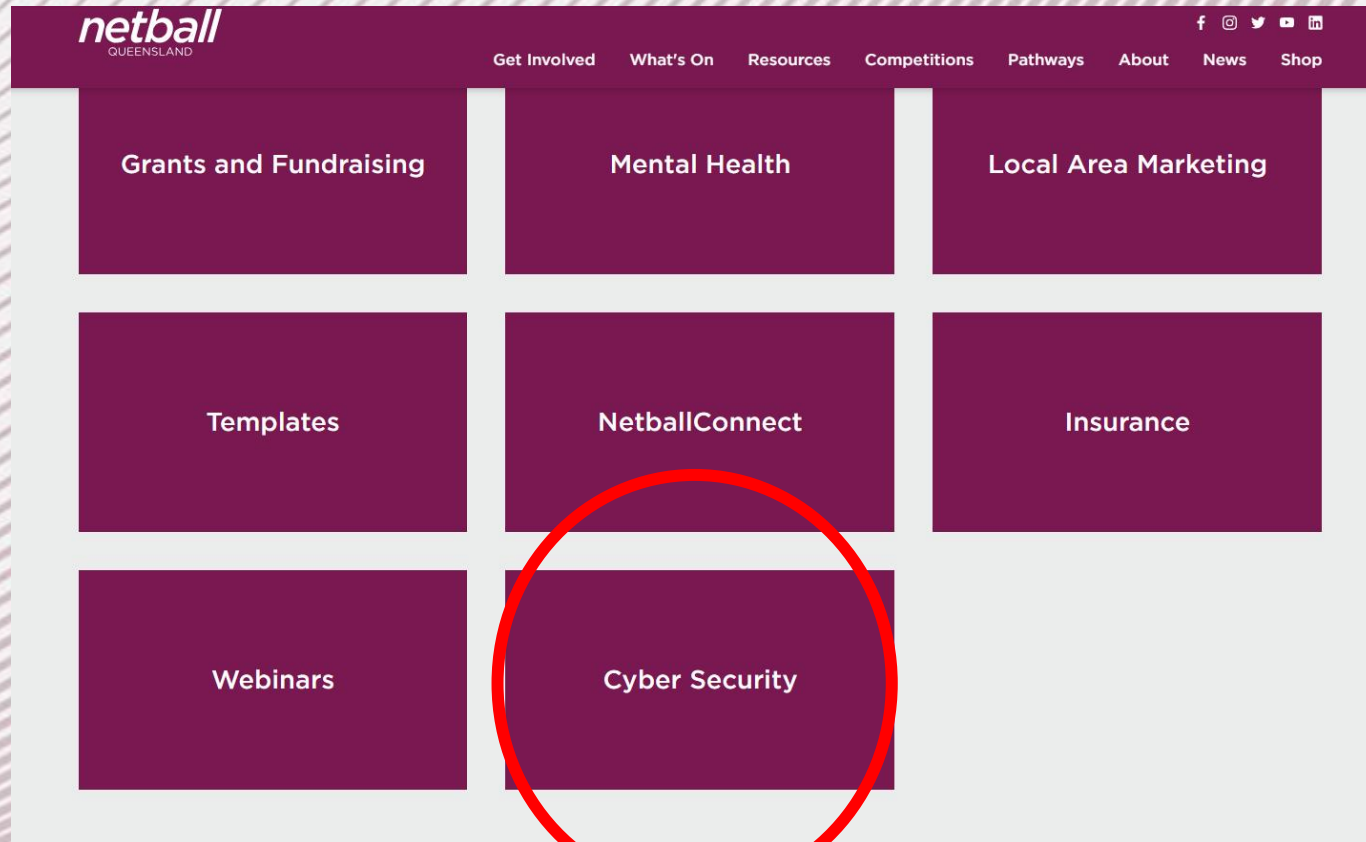 netball
QUEENSLAND
Get Involved What's On Resources Competitions Pathways About News Shop
Grants and Fundraising
Mental Health
Local Area Marketing
Templates
NetballConnect
Insurance
Webinars
Cyber Security